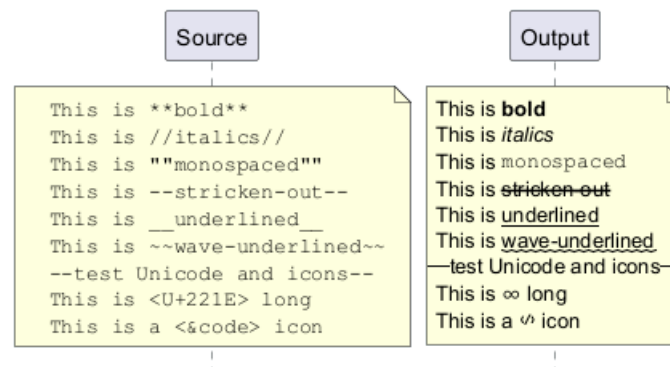 Source
This is **bold**
This is //italics//
This is ""monospaced""
This is --stricken-out--
This is __underlined__
This is ~~wave-underlined~~
--test Unicode and icons--
This is <U+221E> long
This is a <&code> icon
Output
This is bold
This is italics
This is monospaced
This is stricken-out
This is underlined
This is wave-underlined
test Unicode and icons
This is ∞ long
This is a </> icon